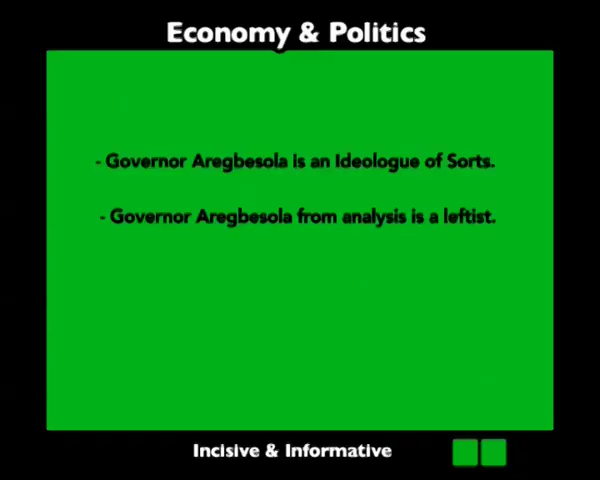 Economy & Politics
- Governor Aregbesola is an Ideologue of Sorts.
- Governor Aregbesola from analysis is a leftist.
Incisive & Informative